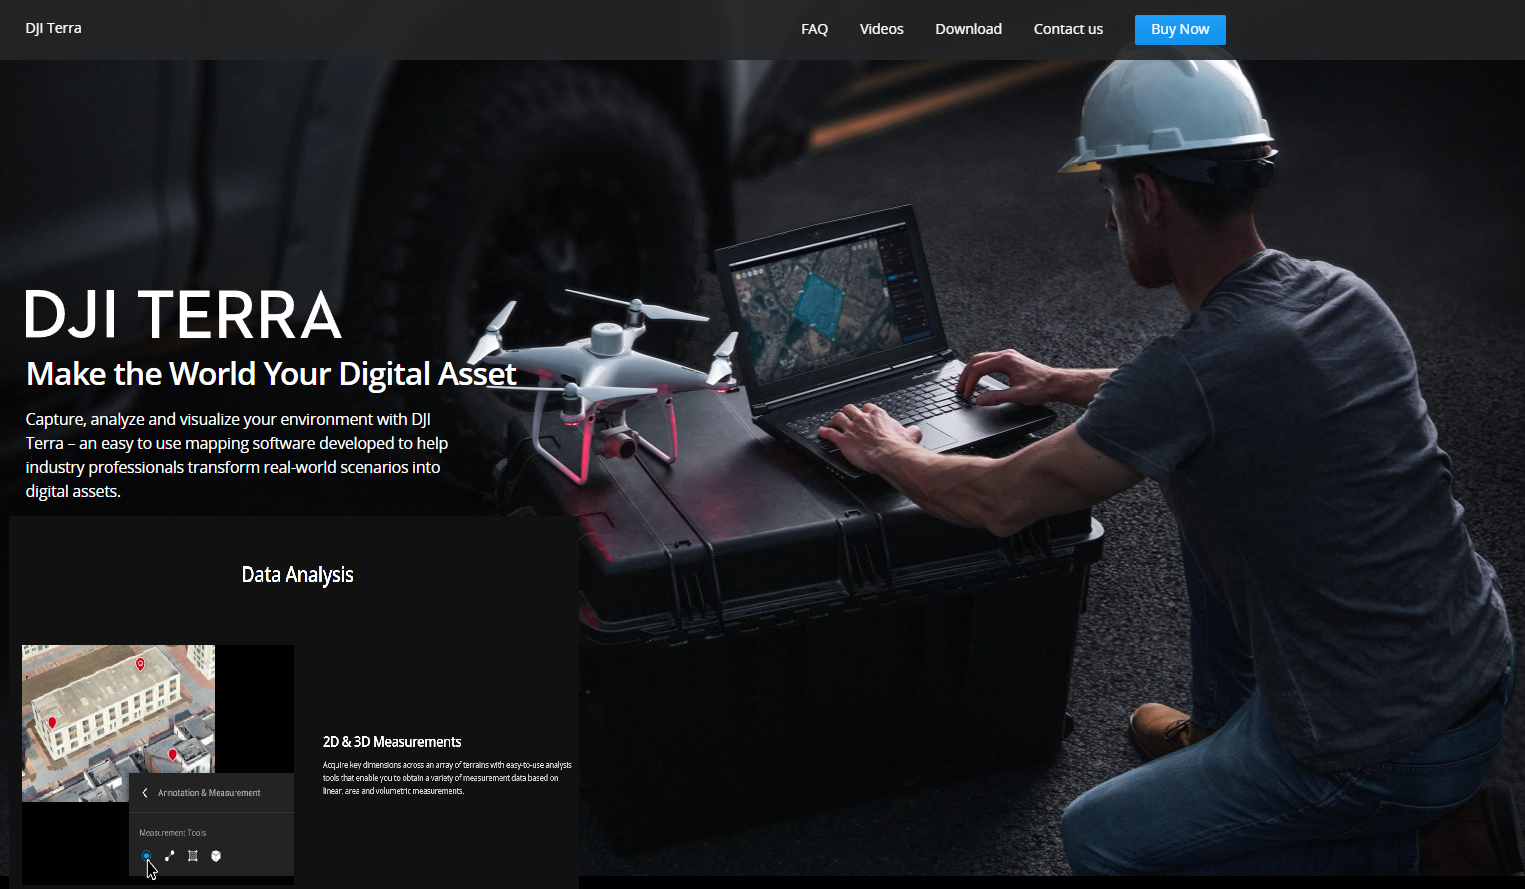 DJI Terra
FAQ
Videos
Download
Contact us
Buy Now
DJI TERRA
Make the World Your Digital Asset
Capture, analyze and visualize your environment with DJI
Terra – an easy to use mapping software developed to help
industry professionals transform real-world scenarios into
digital assets.
Data Analysis
2D & 3D Measurements
Acquire key dimensions across an array of terrains with easy-to-use analysis
tools that enable you to obtain a variety of measurement data based on
linear, area and volumetric measurements.
Annotation & Measurement
Measurement Tools